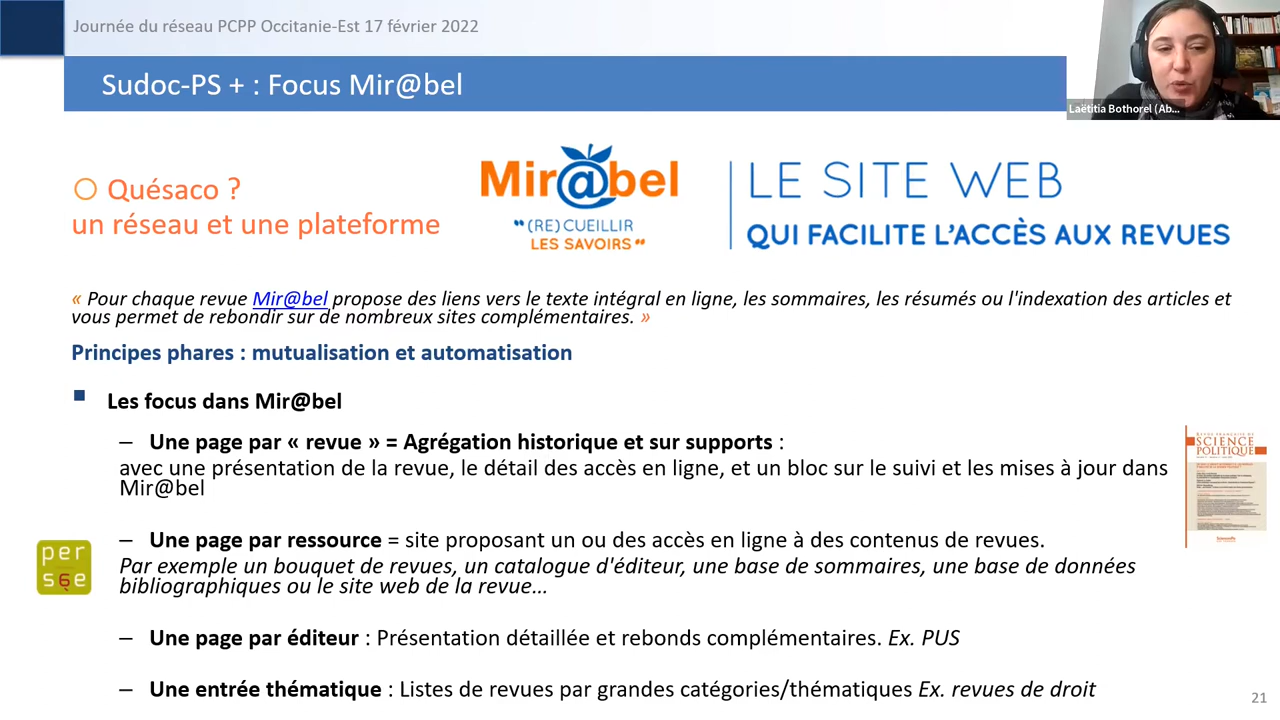 Journée du réseau PCPP Occitanie-Est 17 février 2022
Sudoc-PS + : Focus Mir@bel
Laëtitia Bothorel (Ab...
Quésaco ?
un réseau et une plateforme
Mir@bel
“(RE)CUEILLIR
LES SAVOIRS”
LE SITE WEB
QUI FACILITE L'ACCÈS AUX REVUES
« Pour chaque revue Mir@bel propose des liens vers le texte intégral en ligne, les sommaires, les résumés ou l'indexation des articles et
vous permet de rebondir sur de nombreux sites complémentaires. »
Principes phares : mutualisation et automatisation
Les focus dans Mir@bel
– Une page par « revue » = Agrégation historique et sur supports :
avec une présentation de la revue, le détail des accès en ligne, et un bloc sur le suivi et les mises à jour dans
Mir@bel
REVUE FRANÇAISE DE
SCIENCE
POLITIQUE
– Une page par ressource = site proposant un ou des accès en ligne à des contenus de revues.
Par exemple un bouquet de revues, un catalogue d'éditeur, une base de sommaires, une base de données
bibliographiques ou le site web de la revue...
per
sée
– Une page par éditeur : Présentation détaillée et rebonds complémentaires. Ex. PUS
– Une entrée thématique : Listes de revues par grandes catégories/thématiques Ex. revues de droit
21